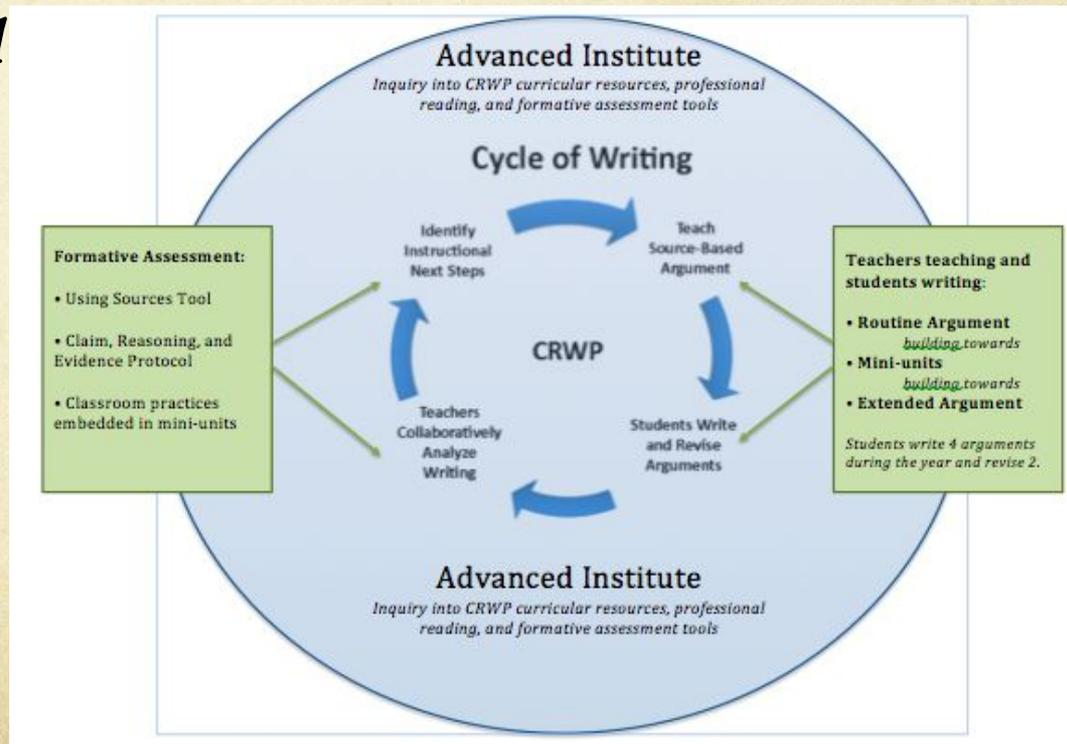 Advanced Institute
Inquiry into CRWP curricular resources, professional
reading, and formative assessment tools
Cycle of Writing
Identify
Instructional
Next Steps
Teach
Source-Based
Argument
CRWP
Teachers
Collaboratively
Analyze
Writing
Students Write
and Revise
Arguments
Formative Assessment:
• Using Sources Tool
• Claim, Reasoning, and
Evidence Protocol
• Classroom practices
embedded in mini-units
Teachers teaching and
students writing:
• Routine Argument
building towards
• Mini-units
building towards
• Extended Argument
Students write 4 arguments
during the year and revise 2.
Advanced Institute
Inquiry into CRWP curricular resources, professional
reading, and formative assessment tools